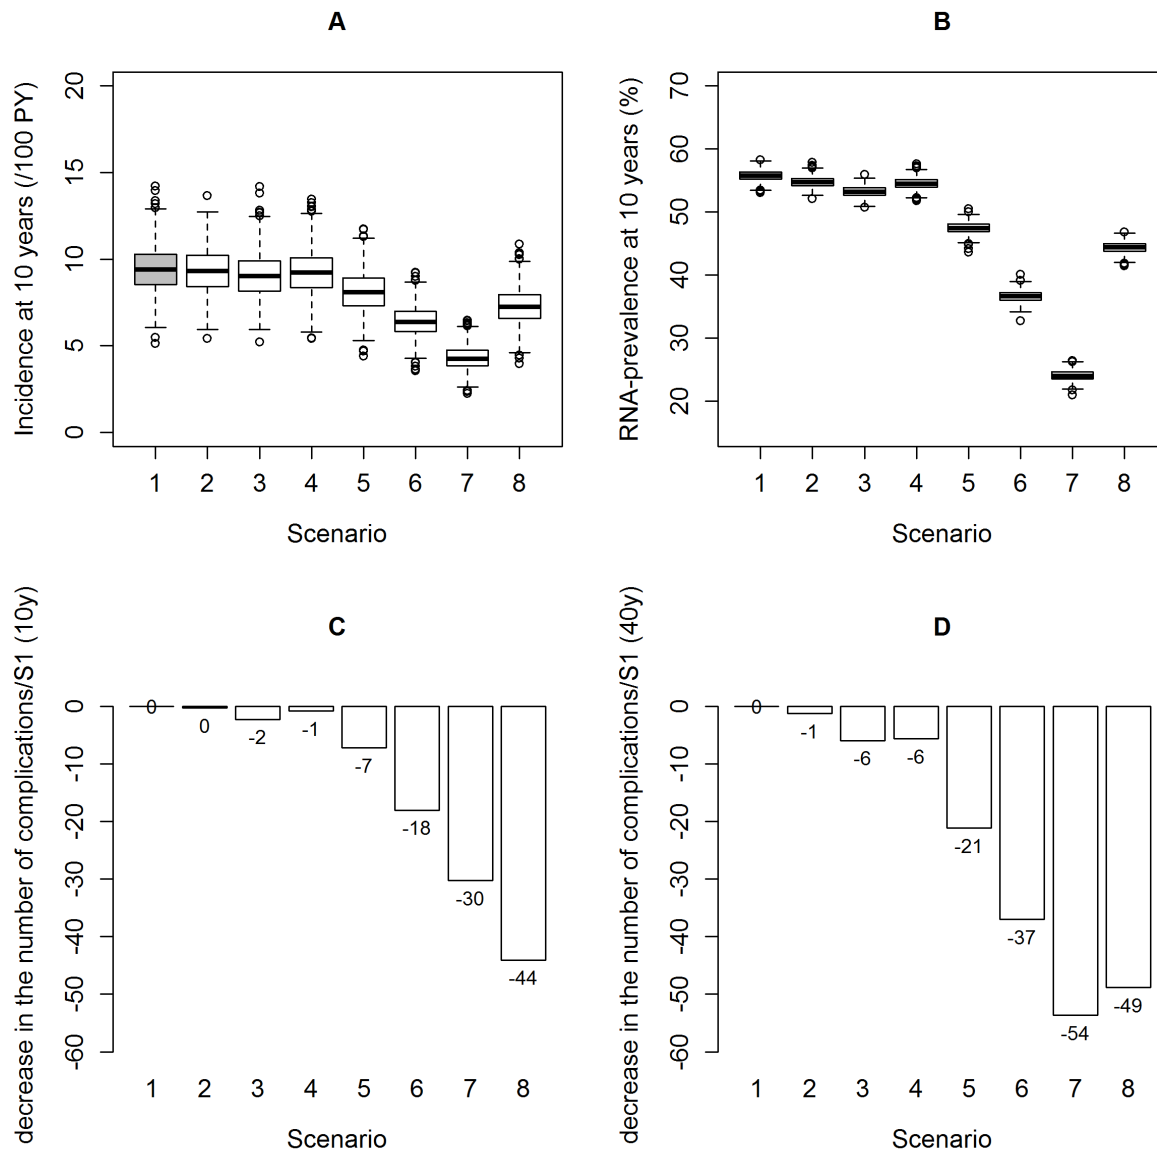 A
Incidence at 10 years (/100 PY)
20
15
10
5
0
1 2 3 4 5 6 7 8
Scenario
B
RNA-prevalence at 10 years (%)
70
60
50
40
30
20
1 2 3 4 5 6 7 8
Scenario
C
decrease in the number of complications/S1 (10y)
0
-10
-20
-30
-40
-50
-60
0 0 -2 -1 -7 -18 -30 -44
1 2 3 4 5 6 7 8
Scenario
D
decrease in the number of complications/S1 (40y)
0
-10
-20
-30
-40
-50
-60
0 -1 -6 -6 -21 -37 -54 -49
1 2 3 4 5 6 7 8
Scenario